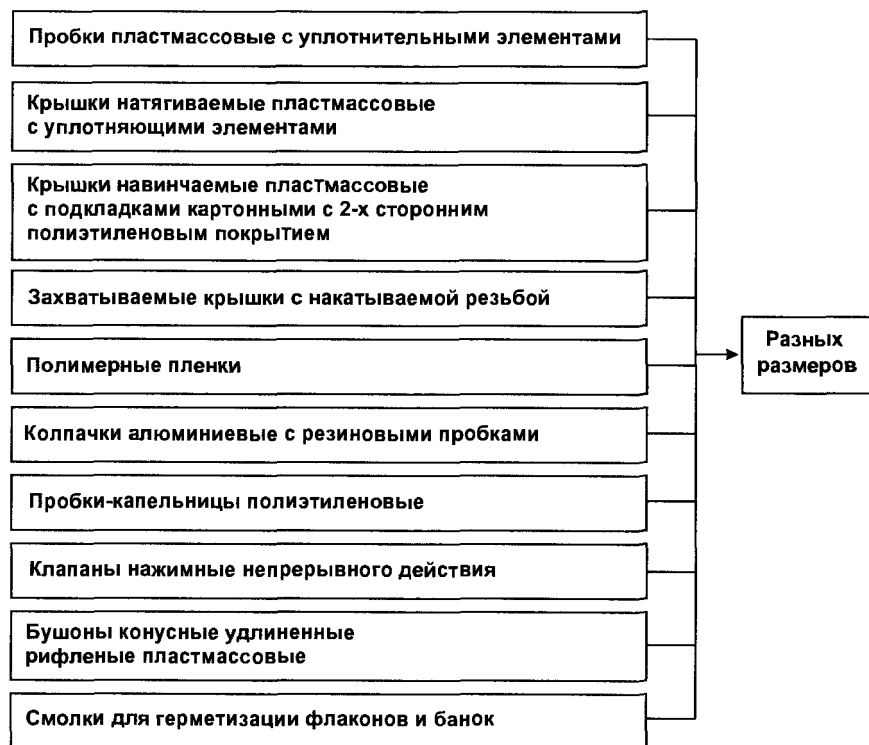 Пробки пластмассовые с уплотнительными элементами
Крышки натягиваемые пластмассовые
с уплотняющими элементами
Крышки навинчаемые пластмассовые
с подкладками картонными с 2-х сторонним
полиэтиленовым покрытием
Захватываемые крышки с накатываемой резьбой
Полимерные пленки
Колпачки алюминиевые с резиновыми пробками
Пробки-капельницы полиэтиленовые
Клапаны нажимные непрерывного действия
Бушоны конусные удлиненные
рифленые пластмассовые
Смолки для герметизации флаконов и банок
Разных
размеров